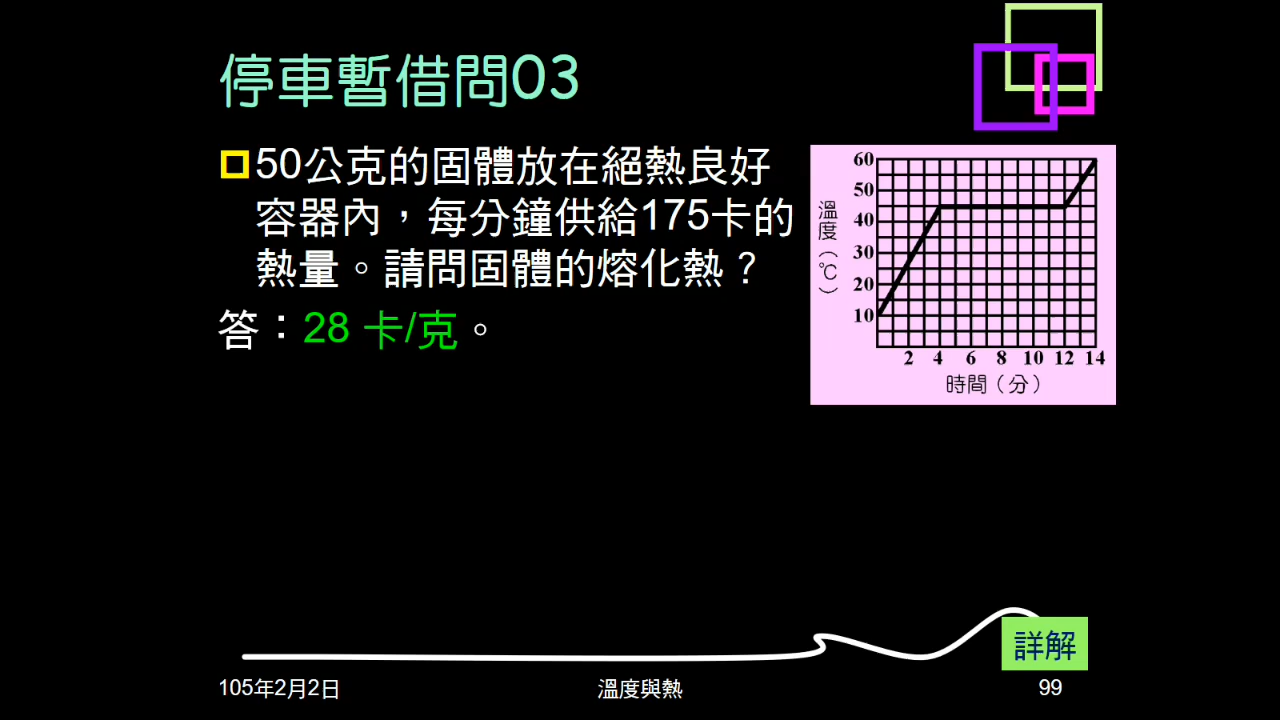 停車暫借問03
50公克的固體放在絕熱良好
容器內，每分鐘供給175卡的
熱量。請問固體的熔化熱？
答：28 卡/克。
60
50
40
30
20
10
溫度（℃）
2 4 6 8 10 12 14
時間（分）
詳解
105年2月2日
溫度與熱
99